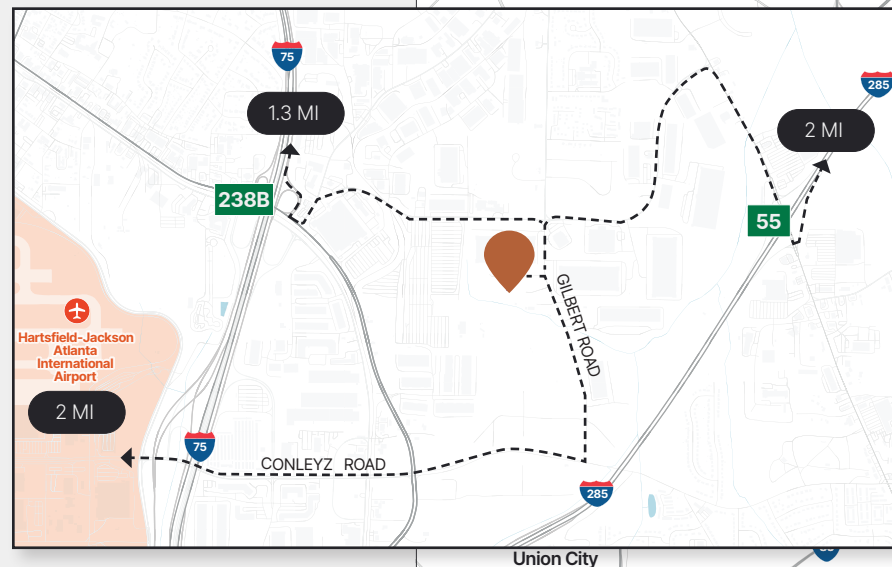 75
285
1.3 MI
2 MI
238B
55
GILBERT ROAD
Hartsfield-Jackson
Atlanta
International
Airport
2 MI
75
CONLEYZ ROAD
285
Union City